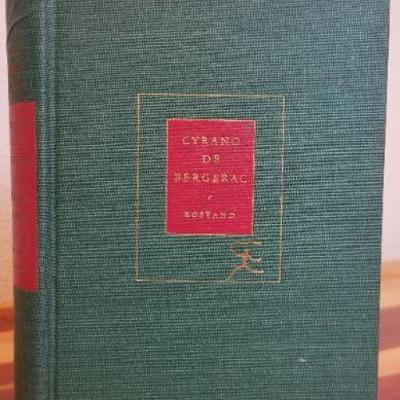 CYRANO
DE
BERGERAC
ROSTAND